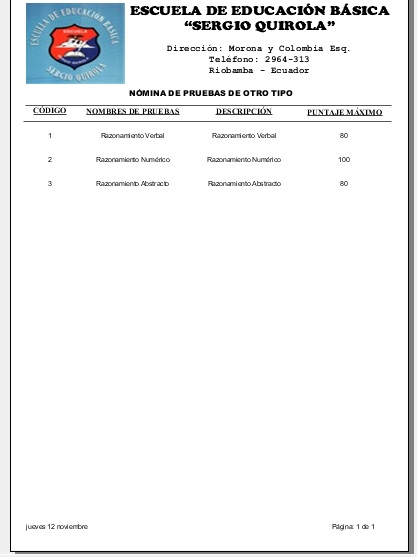 ESCUELA DE EDUCACIÓN BÁSICA
ESCUELA DE EDUCACIÓN BÁSICA
"SERGIO QUIROLA"
ESCUELA
SERGIO QUIROLA
Dirección: Morona y Colombia Esq.
Teléfono: 2964-313
Riobamba - Ecuador
NÓMINA DE PRUEBAS DE OTRO TIPO
CÓDIGO NOMBRES DE PRUEBAS DESCRIPCIÓN PUNTAJE MÁXIMO
1 Razonamiento Verbal Razonamiento Verbal 80
2 Razonamiento Numérico Razonamiento Numérico 100
3 Razonamiento Abstracto Razonamiento Abstracto 80
jueves 12 noviembre Página: 1 de 1